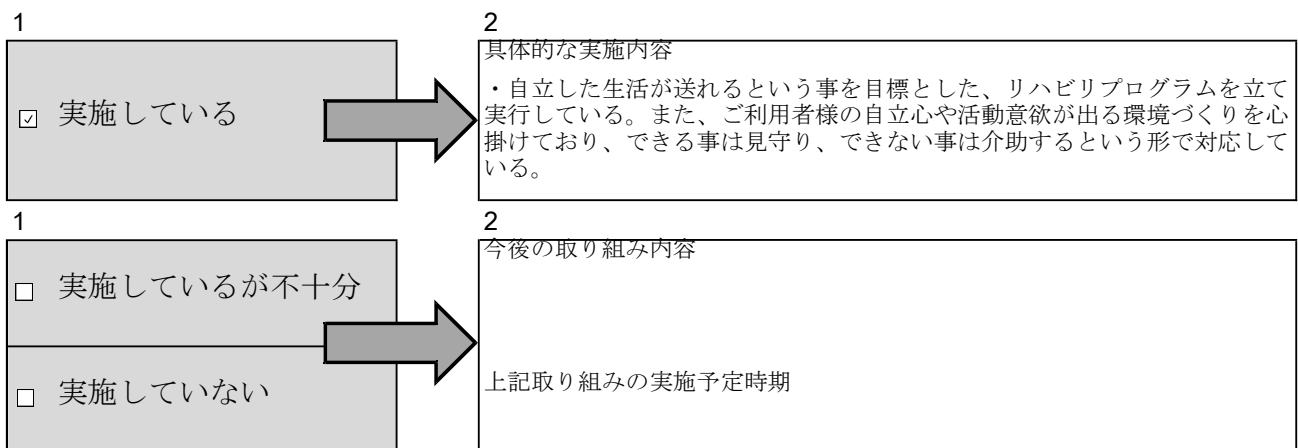 1
2
☑ 実施している
具体的な実施内容
・自立した生活が送れるという事を目標とした、リハビリプログラムを立て
実行している。また、ご利用者様の自立心や活動意欲が出る環境づくりを心
掛けており、できる事は見守り、できない事は介助するという形で対応して
いる。
1
2
☐ 実施しているが不十分
☐ 実施していない
今後の取り組み内容
上記取り組みの実施予定時期